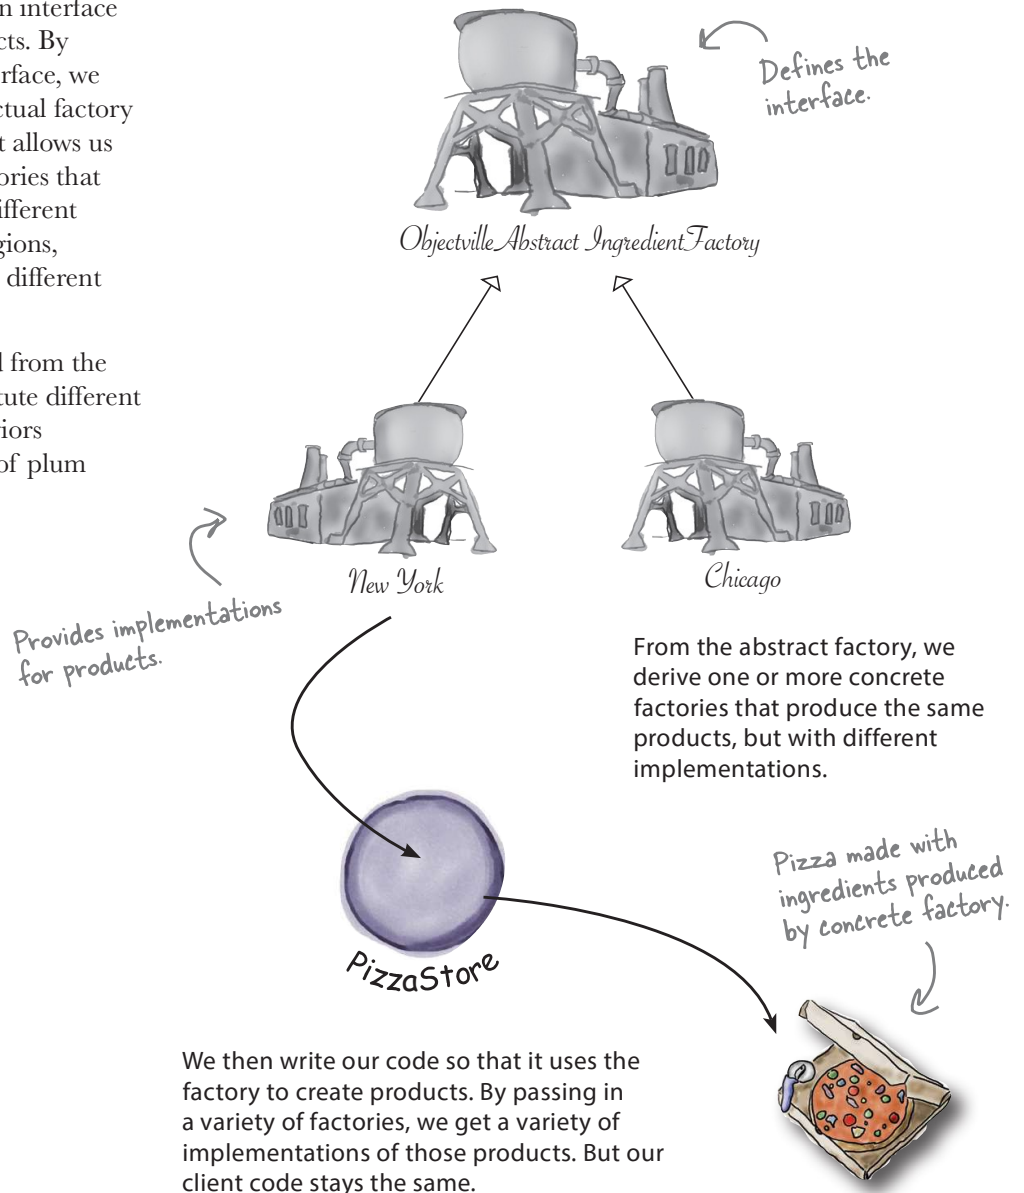 n interface
cts. By
rface, we
ctual factory
t allows us
ories that
ifferent
gions,
different
l from the
tute different
iors
of plum
Defines the
interface.
Objectville Abstract IngredientFactory
New York
Chicago
Provides implementations
for products.
From the abstract factory, we
derive one or more concrete
factories that produce the same
products, but with different
implementations.
PizzaStore
Pizza made with
ingredients produced
by concrete factory.
We then write our code so that it uses the
factory to create products. By passing in
a variety of factories, we get a variety of
implementations of those products. But our
client code stays the same.